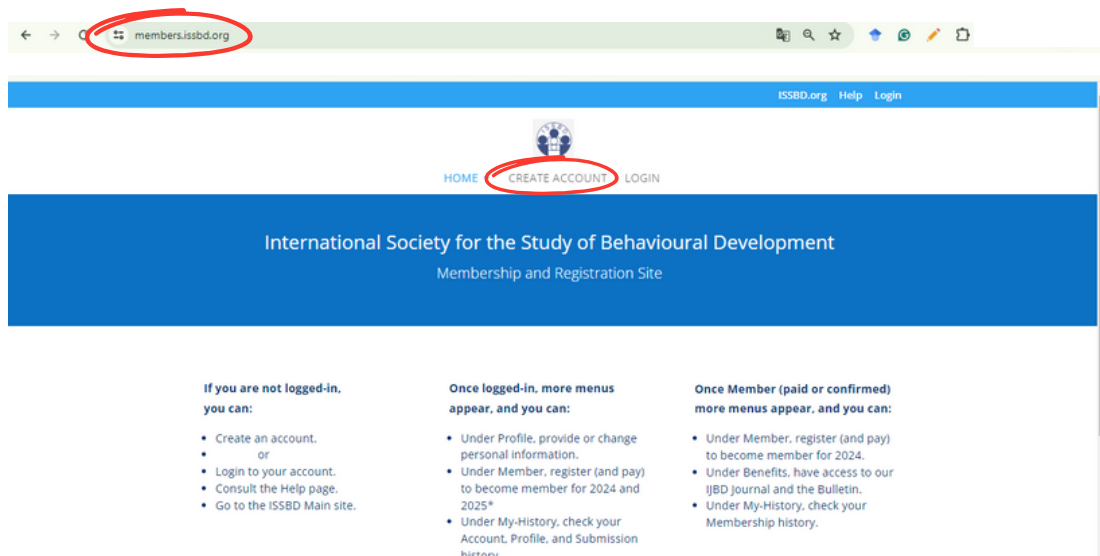 members.issbd.org
ISSBD.org Help Login
ISSBD
HOME CREATE ACCOUNT LOGIN
International Society for the Study of Behavioural Development
Membership and Registration Site
If you are not logged-in,
you can:
• Create an account.
• or
• Login to your account.
• Consult the Help page.
• Go to the ISSBD Main site.
Once logged-in, more menus
appear, and you can:
• Under Profile, provide or change
personal information.
• Under Member, register (and pay)
to become member for 2024 and
2025*
• Under My-History, check your
Account, Profile, and Submission
history
Once Member (paid or confirmed)
more menus appear, and you can:
• Under Member, register (and pay)
to become member for 2024.
• Under Benefits, have access to our
IJBD Journal and the Bulletin.
• Under My-History, check your
Membership history.